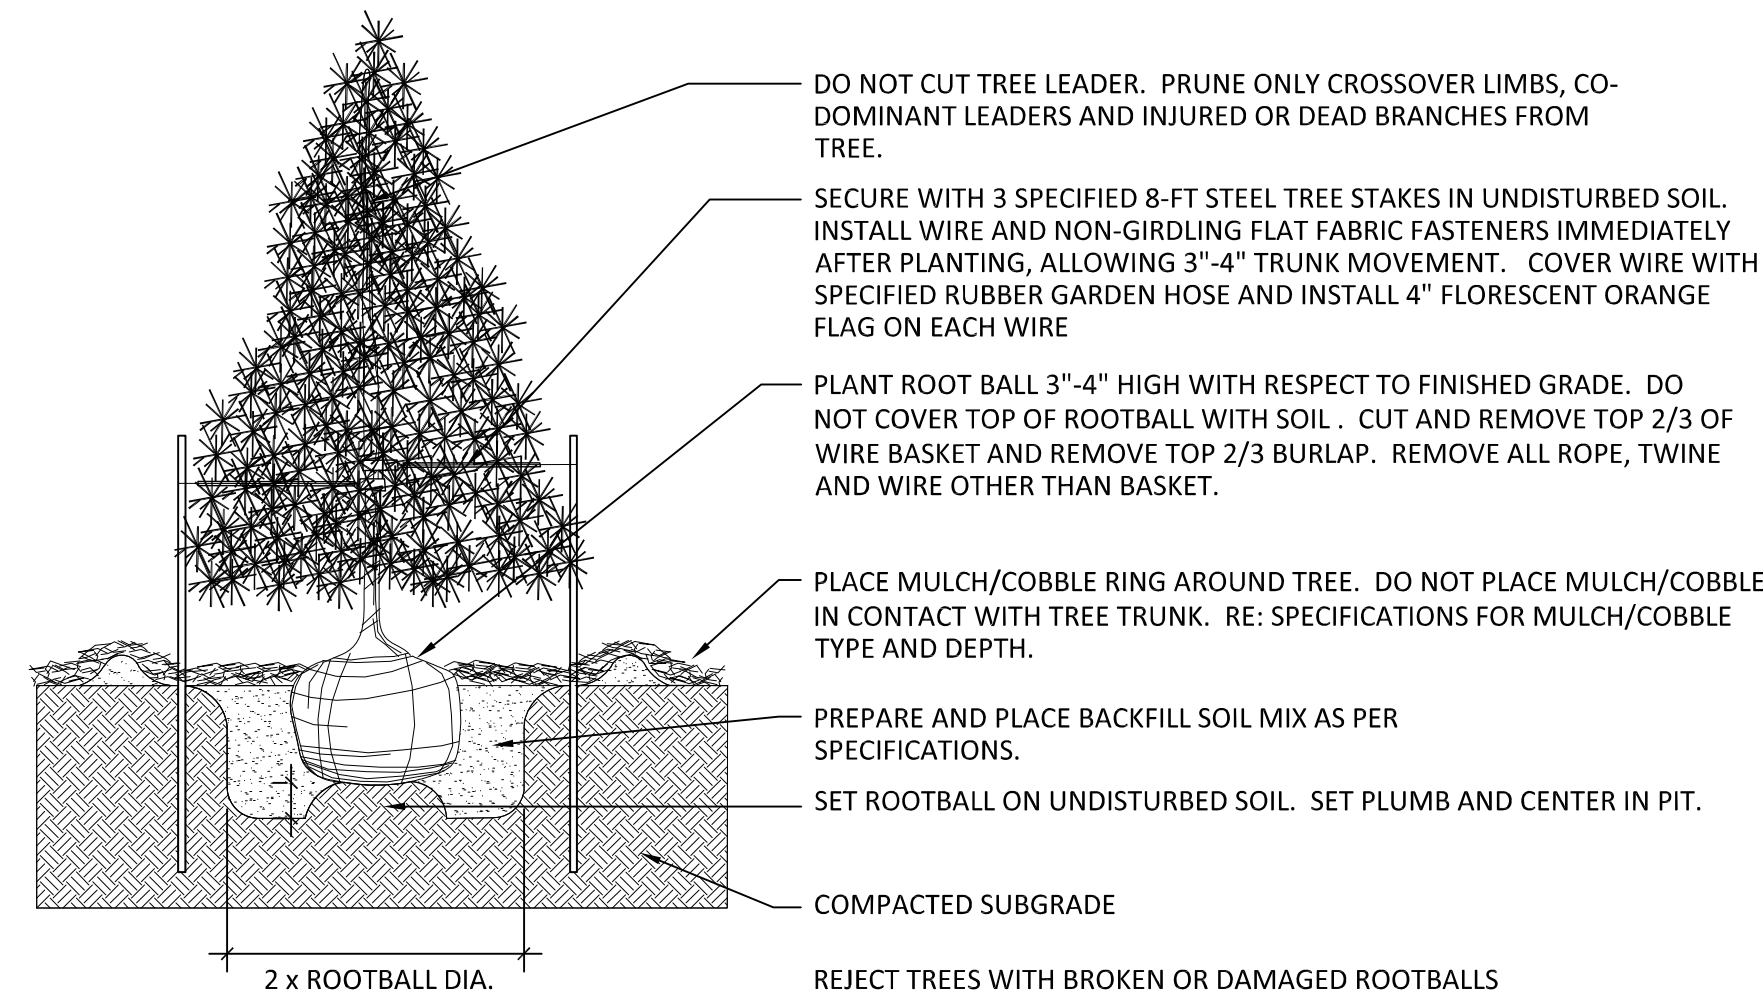 DO NOT CUT TREE LEADER.  PRUNE ONLY CROSSOVER LIMBS, CO-
DOMINANT LEADERS AND INJURED OR DEAD BRANCHES FROM
TREE.
SECURE WITH 3 SPECIFIED 8-FT STEEL TREE STAKES IN UNDISTURBED SOIL.
INSTALL WIRE AND NON-GIRDLING FLAT FABRIC FASTENERS IMMEDIATELY
AFTER PLANTING, ALLOWING 3"-4" TRUNK MOVEMENT.   COVER WIRE WITH
SPECIFIED RUBBER GARDEN HOSE AND INSTALL 4" FLORESCENT ORANGE
FLAG ON EACH WIRE
PLANT ROOT BALL 3"-4" HIGH WITH RESPECT TO FINISHED GRADE.  DO
NOT COVER TOP OF ROOTBALL WITH SOIL .  CUT AND REMOVE TOP 2/3 OF
WIRE BASKET AND REMOVE TOP 2/3 BURLAP.  REMOVE ALL ROPE, TWINE
AND WIRE OTHER THAN BASKET.
PLACE MULCH/COBBLE RING AROUND TREE.  DO NOT PLACE MULCH/COBBLE
IN CONTACT WITH TREE TRUNK.  RE: SPECIFICATIONS FOR MULCH/COBBLE
TYPE AND DEPTH.
PREPARE AND PLACE BACKFILL SOIL MIX AS PER
SPECIFICATIONS.
SET ROOTBALL ON UNDISTURBED SOIL.  SET PLUMB AND CENTER IN PIT.
COMPACTED SUBGRADE
2 x ROOTBALL DIA.
REJECT TREES WITH BROKEN OR DAMAGED ROOTBALLS